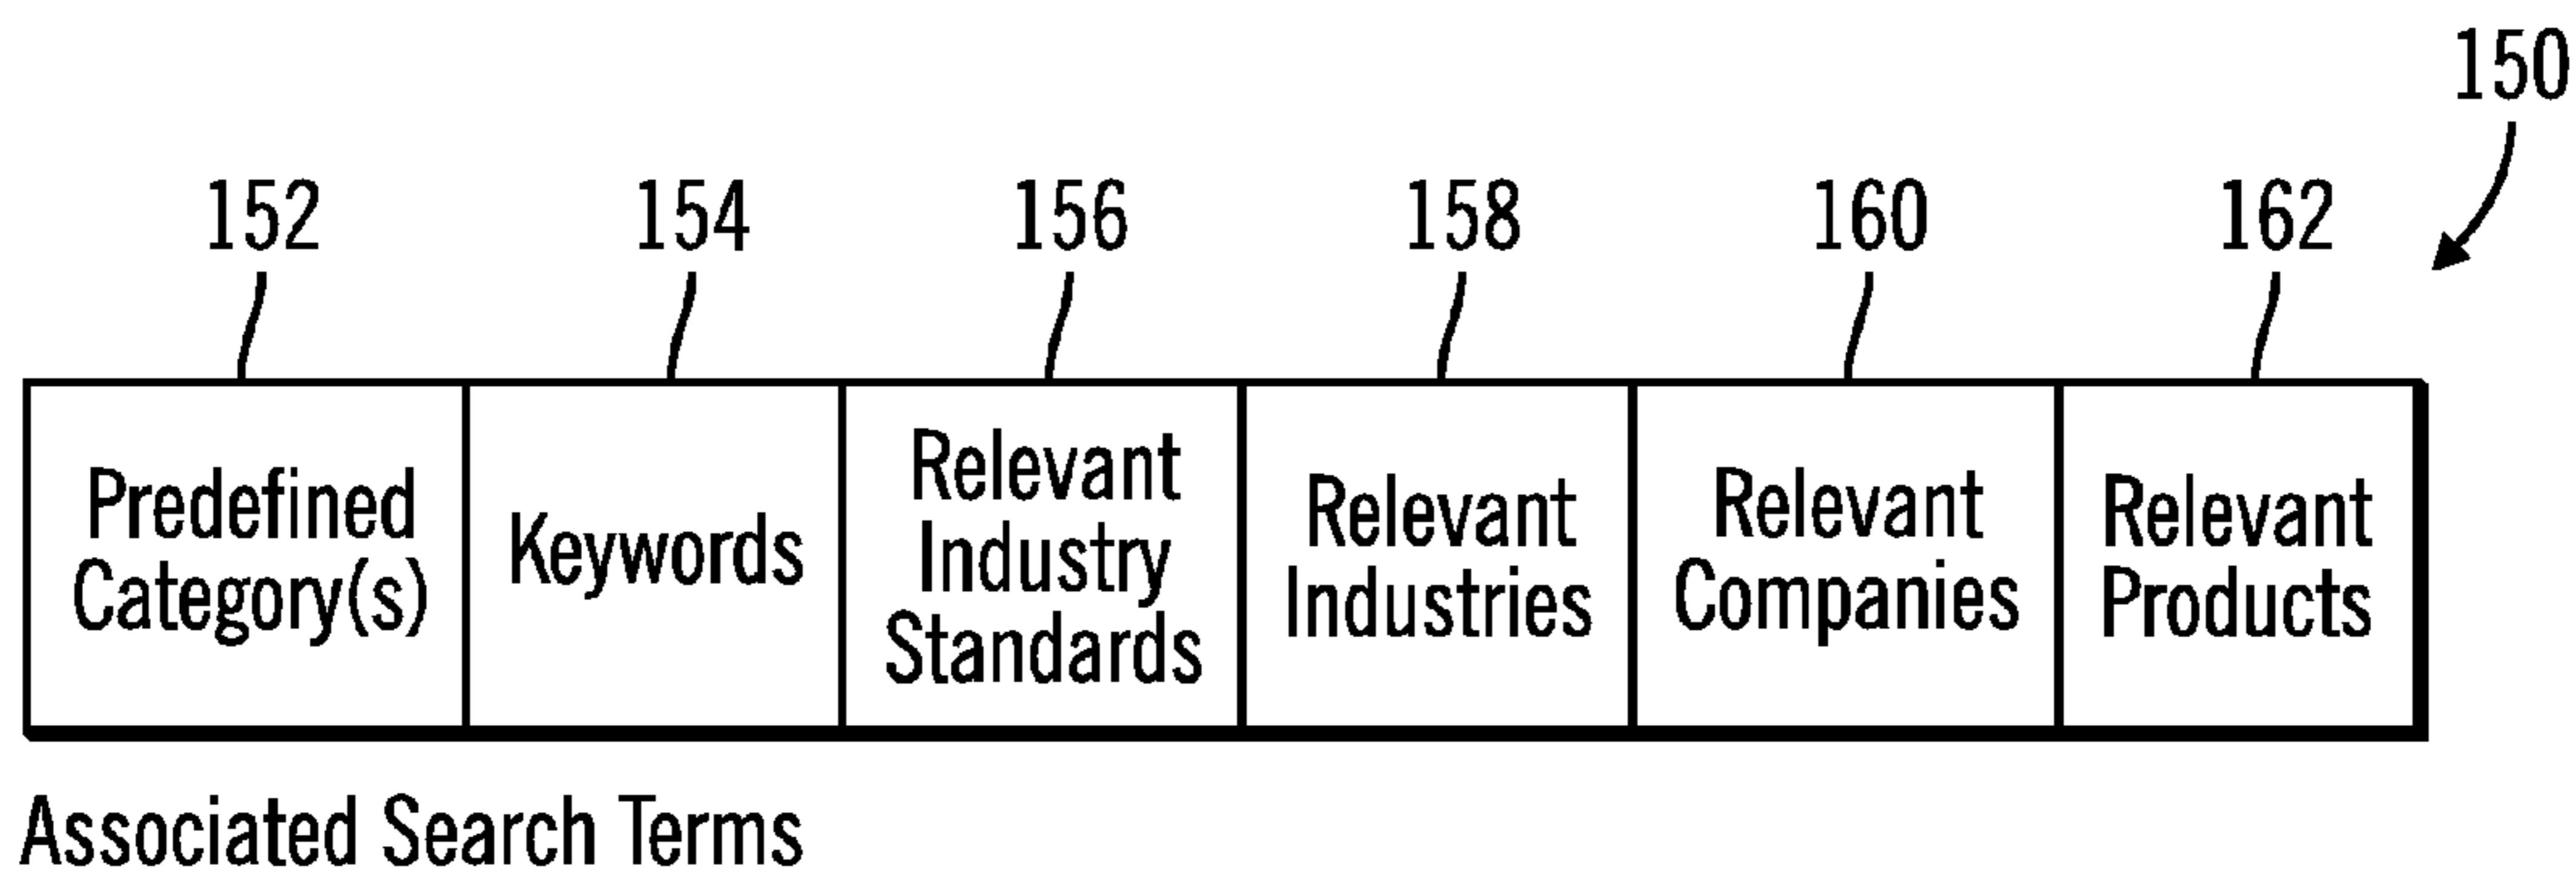 150
152 154 156 158 160 162
Predefined
Category(s)
Keywords
Relevant
Industry
Standards
Relevant
Industries
Relevant
Companies
Relevant
Products
Associated Search Terms